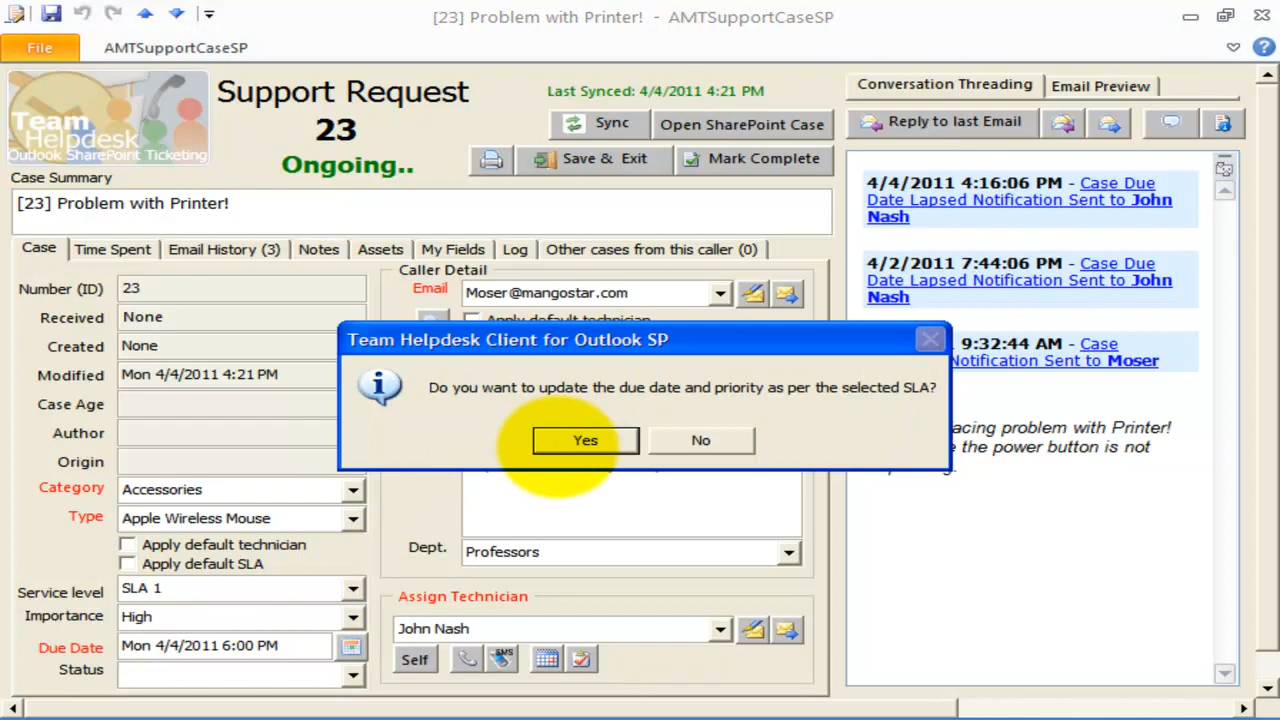 [23] Problem with Printer! - AMTSupportCaseSP
File
AMTSupportCaseSP
Team
Helpdesk
Outlook SharePoint Ticketing
Support Request
23
Ongoing..
Last Synced: 4/4/2011 4:21 PM
Sync
Open SharePoint Case
Save & Exit
Mark Complete
Case Summary
[23] Problem with Printer!
Case
Time Spent
Email History (3)
Notes
Assets
My Fields
Log
Other cases from this caller (0)
Number (ID) 23
Received None
Created None
Modified Mon 4/4/2011 4:21 PM
Case Age
Author
Origin
Category Accessories
Type Apple Wireless Mouse
Apply default technician
Apply default SLA
Service level SLA 1
Importance High
Due Date Mon 4/4/2011 6:00 PM
Status
Caller Detail
Email Moser@mangostar.com
Apply default technician
Team Helpdesk Client for Outlook SP
Do you want to update the due date and priority as per the selected SLA?
Yes
No
Dept. Professors
Assign Technician
John Nash
Self
SMS
Conversation Threading
Email Preview
Reply to last Email
4/4/2011 4:16:06 PM - Case Due
Date Lapsed Notification Sent to John
Nash
4/2/2011 7:44:06 PM - Case Due
Date Lapsed Notification Sent to John
Nash
9:32:44 AM - Case
Notification Sent to Moser
acing problem with Printer!
e the power button is not